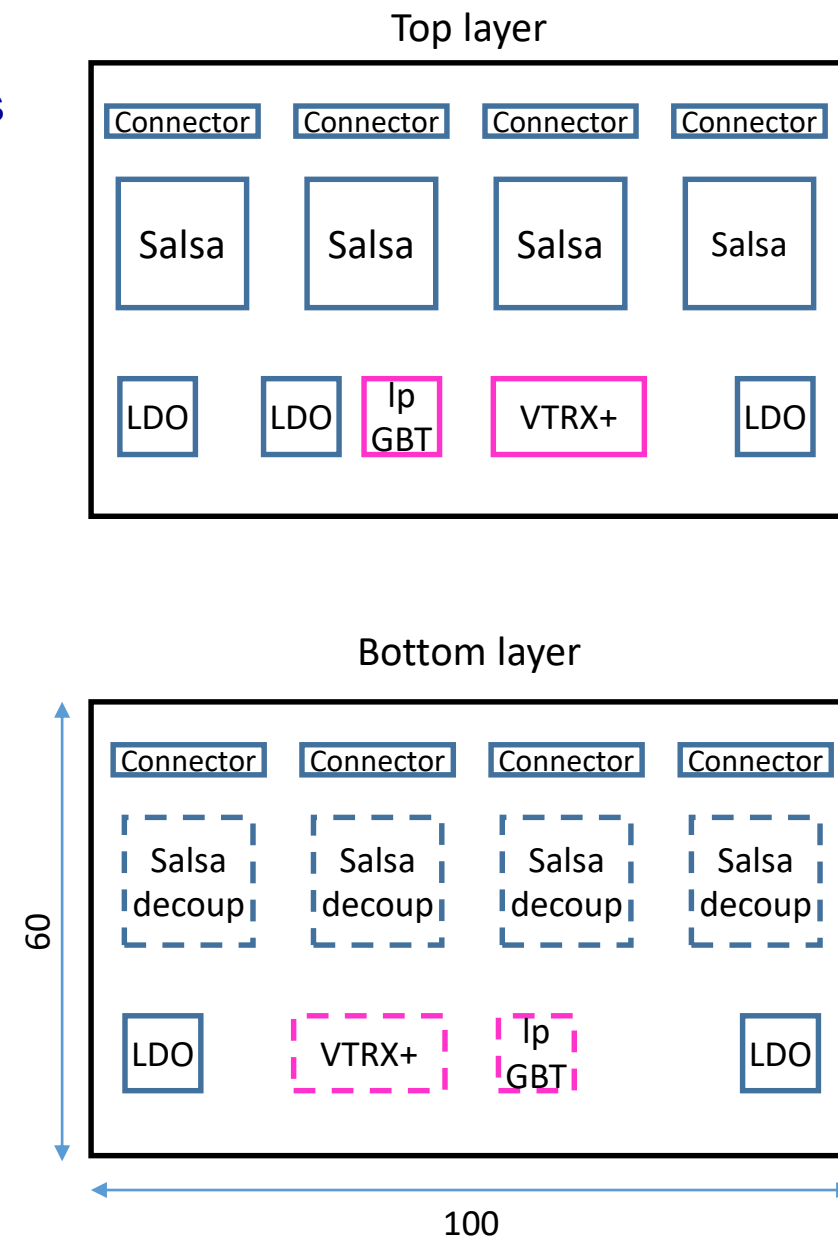 Top layer
s
Connector Connector Connector Connector
Salsa Salsa Salsa Salsa
LDO LDO lp GBT VTRX+ LDO
Bottom layer
Connector Connector Connector Connector
Salsa decoup Salsa decoup Salsa decoup Salsa decoup
60
LDO VTRX+ lp GBT LDO
100